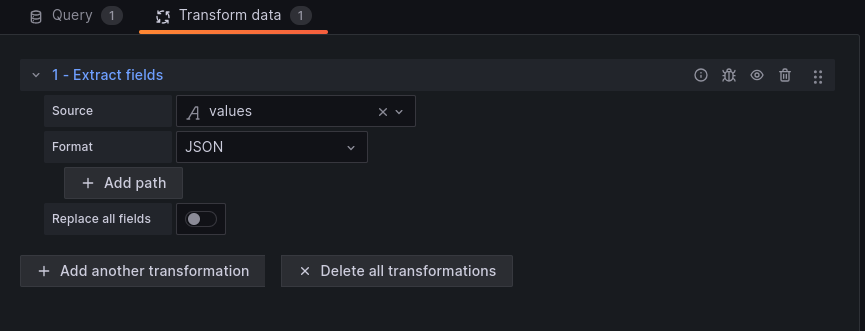 Query 1 Transform data 1
1 - Extract fields
Source values
Format JSON
Add path
Replace all fields
Add another transformation Delete all transformations